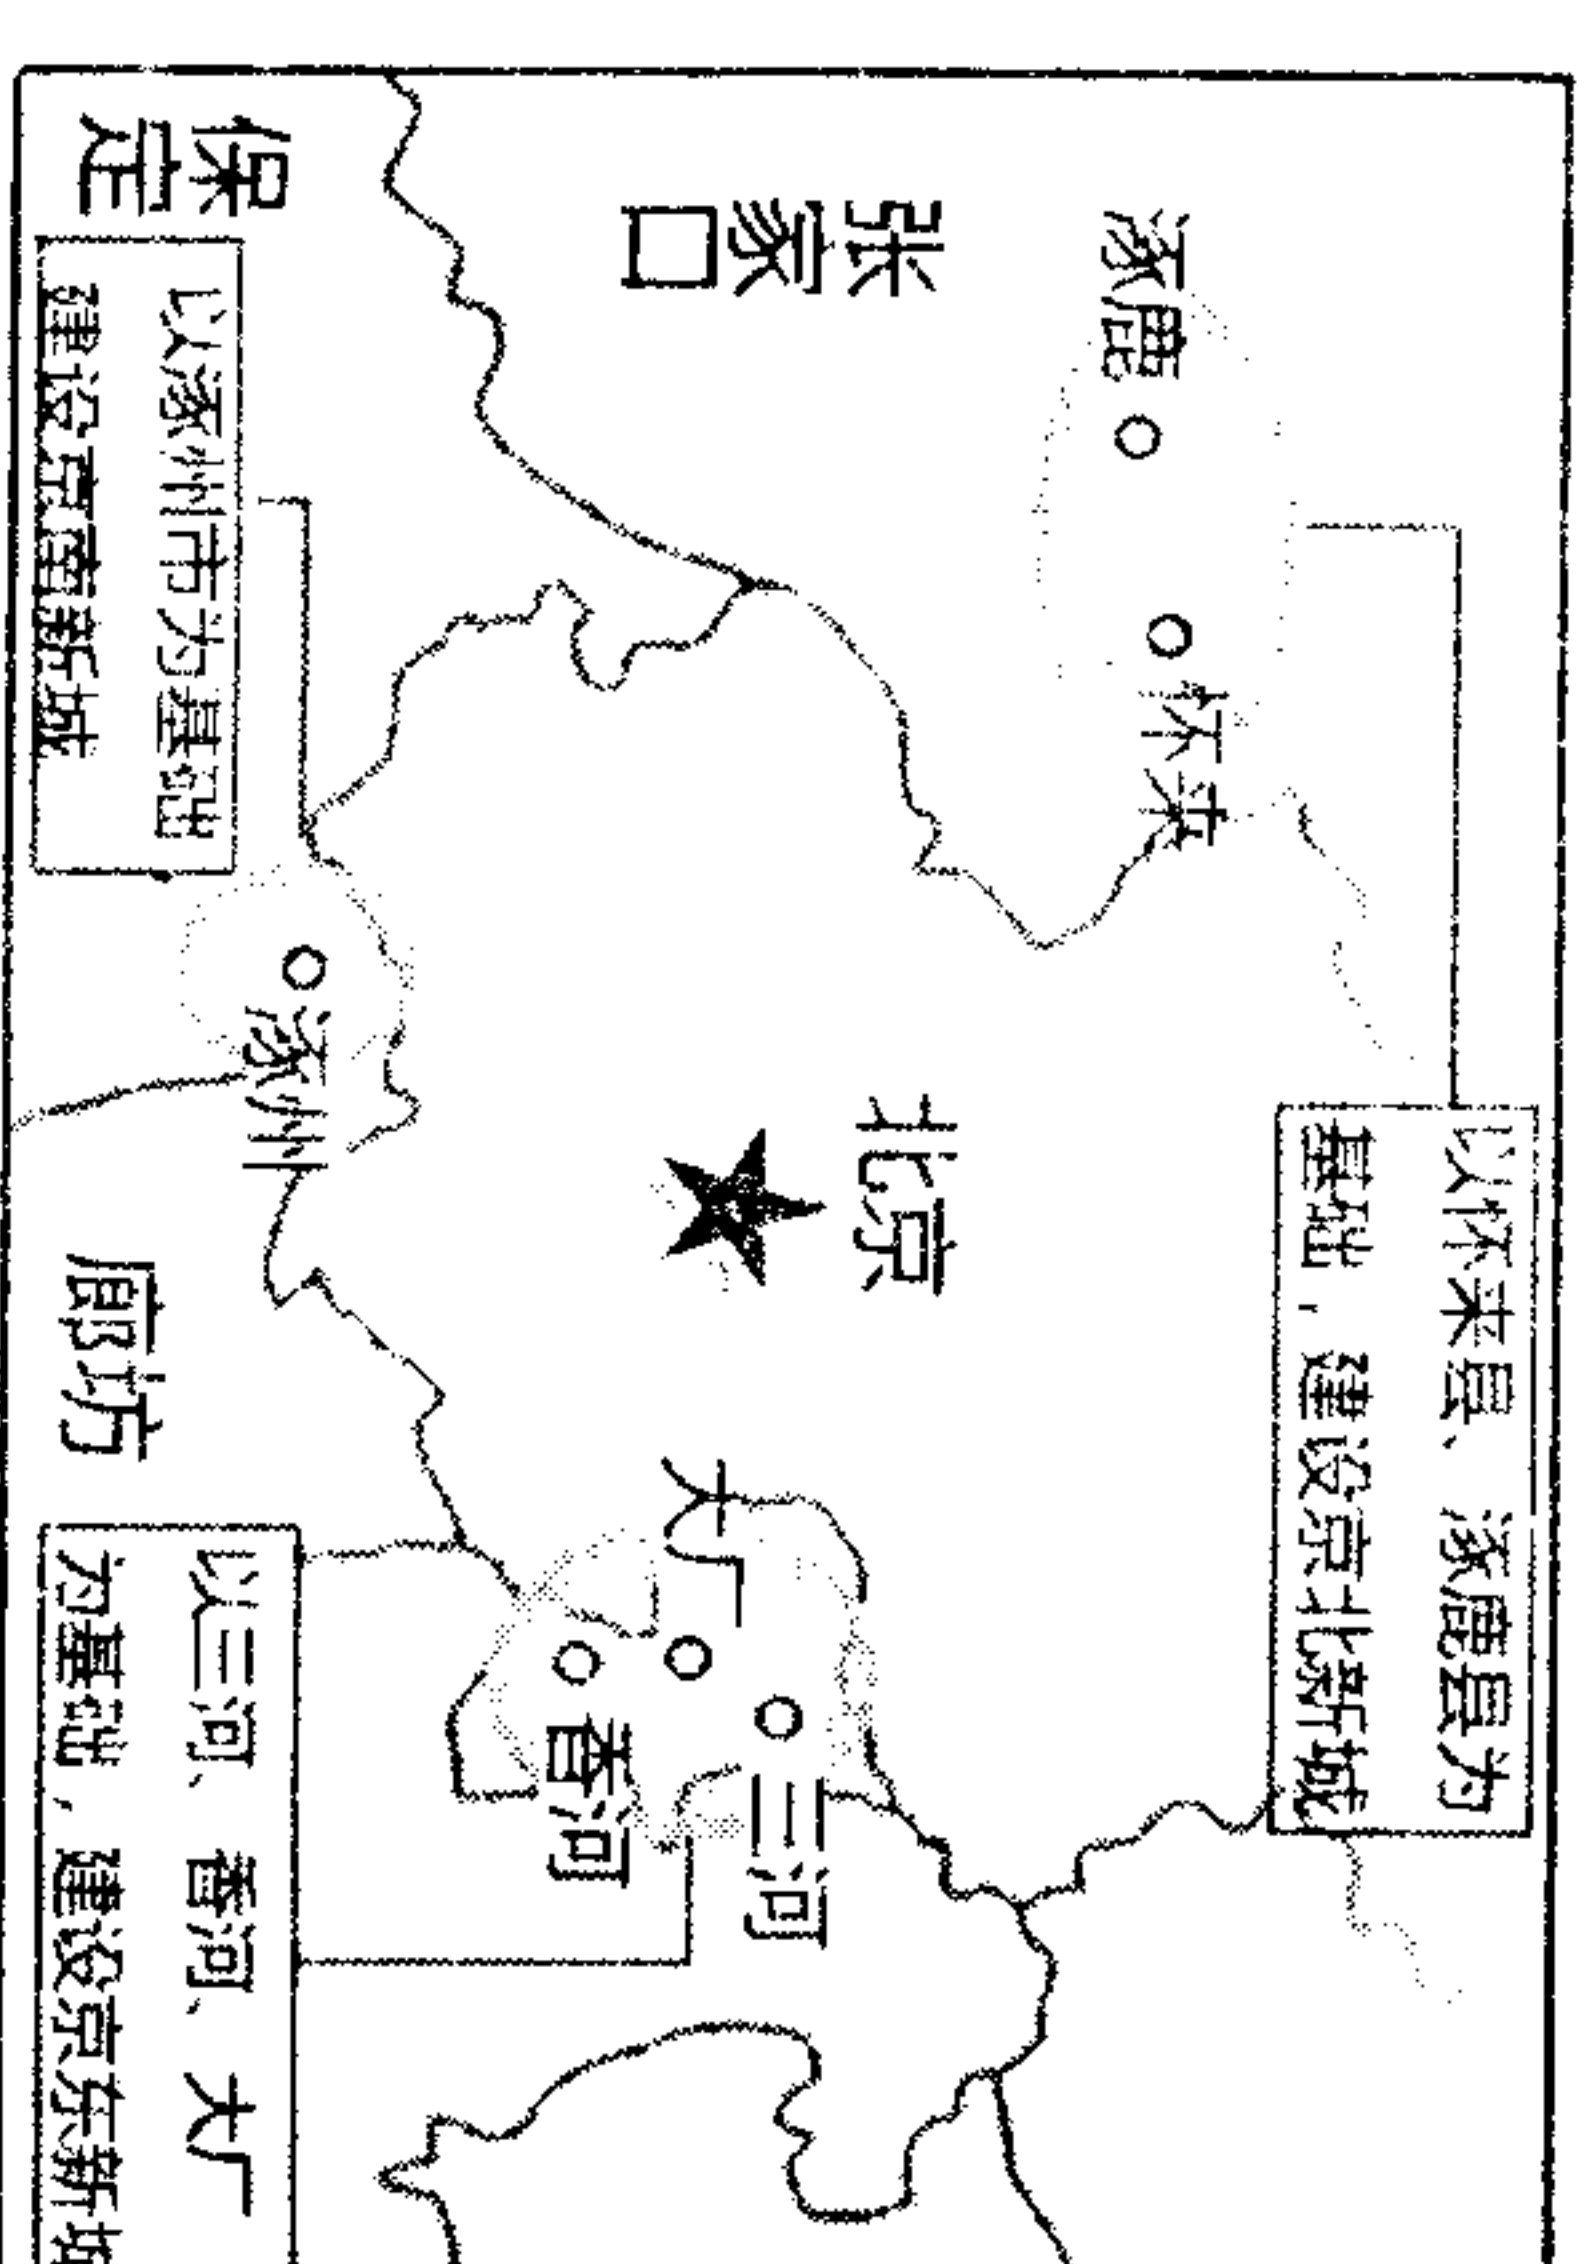 涿鹿
怀来
张家口
保定
以怀来县、涿鹿县为
基础，建设京北新城
北京
以涿州市为基础
建设京南新城
涿州
大厂
三河
香河
廊坊
以三河、香河、大厂
为基础，建设京东新城